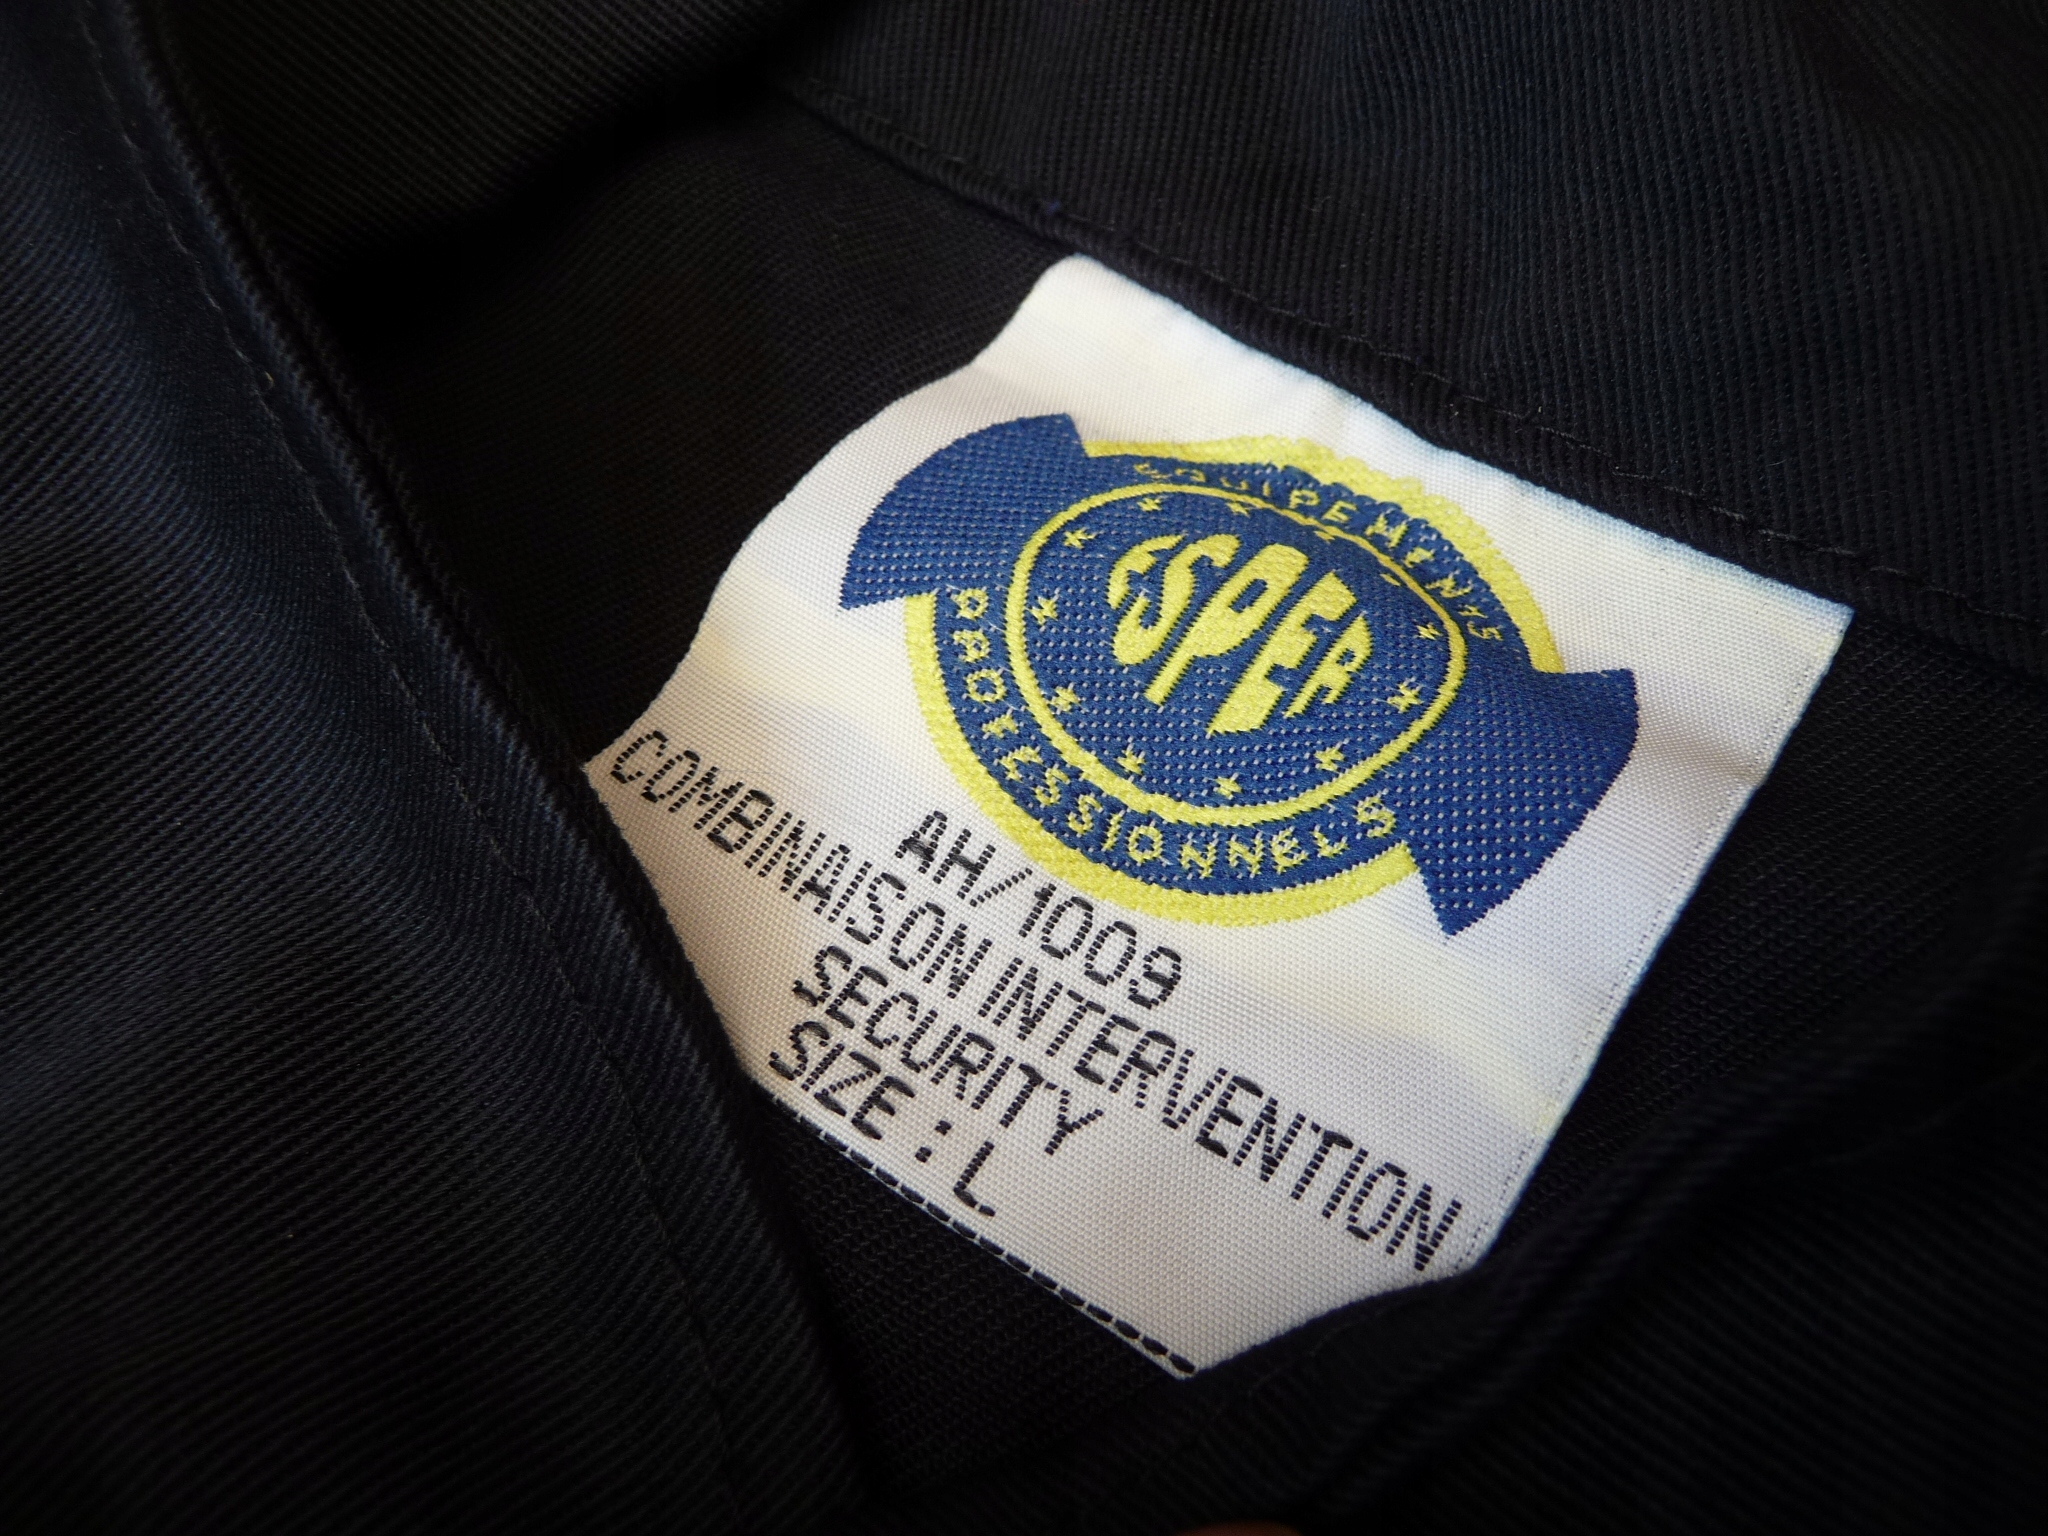 EQUIPEMENTS
ESPER
PROFESSIONNELS
AH/1009
COMBINAISON INTERVENTION
SECURITY
SIZE : L